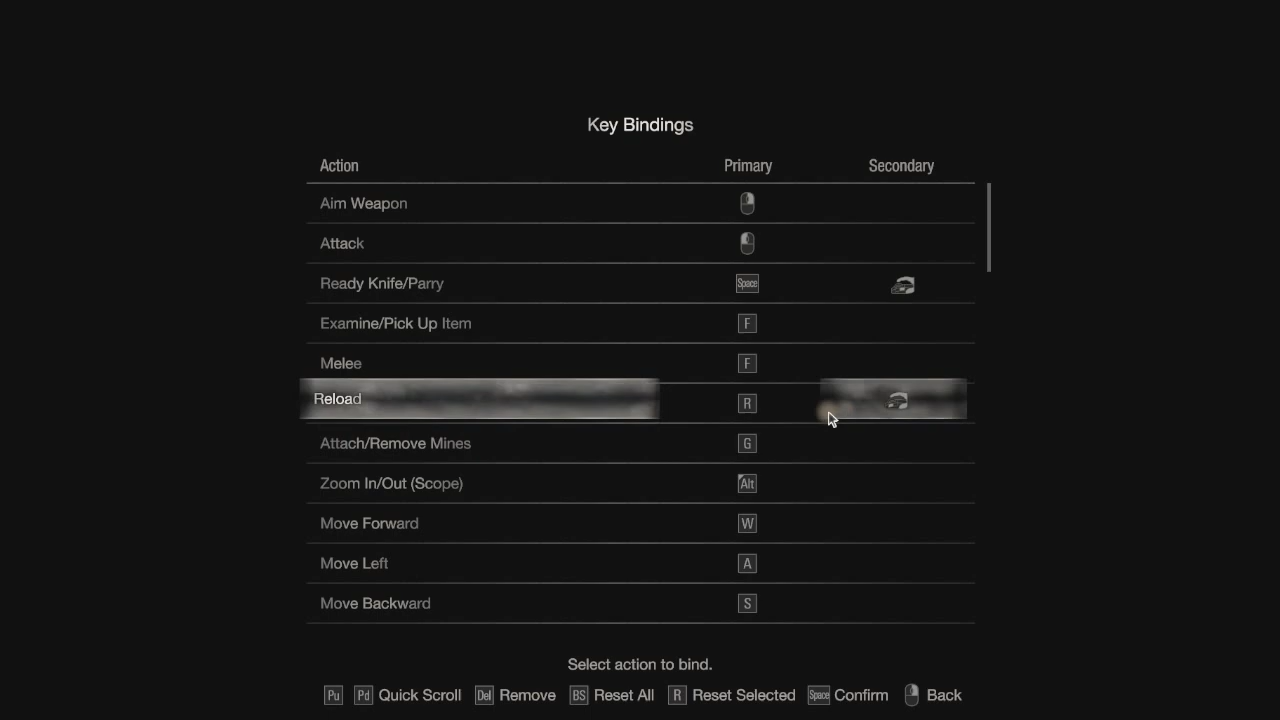 Key Bindings
Action Primary Secondary
Aim Weapon
Attack
Ready Knife/Parry Space
Examine/Pick Up Item F
Melee F
Reload R
Attach/Remove Mines G
Zoom In/Out (Scope) Alt
Move Forward W
Move Left A
Move Backward S
Select action to bind.
Pu Pd Quick Scroll Del Remove BS Reset All R Reset Selected Space Confirm Back